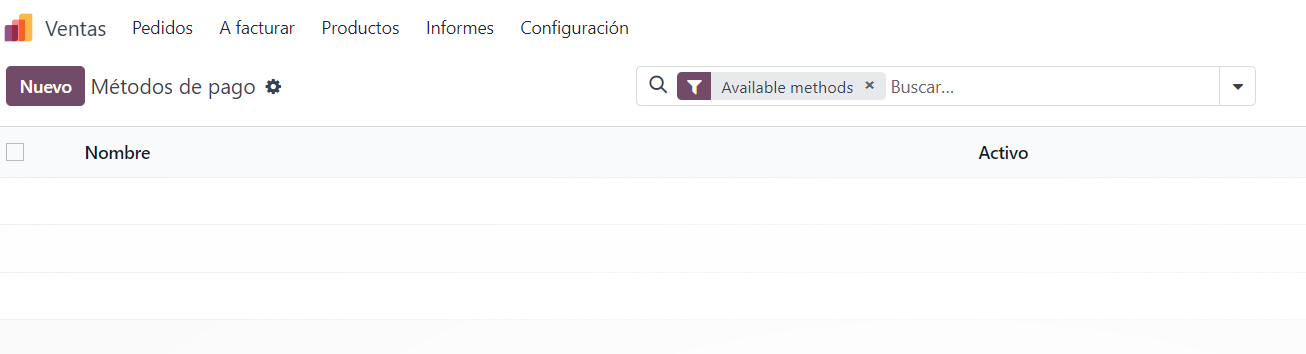 Ventas Pedidos A facturar Productos Informes Configuración
Nuevo Métodos de pago Available methods × Buscar...
Nombre Activo